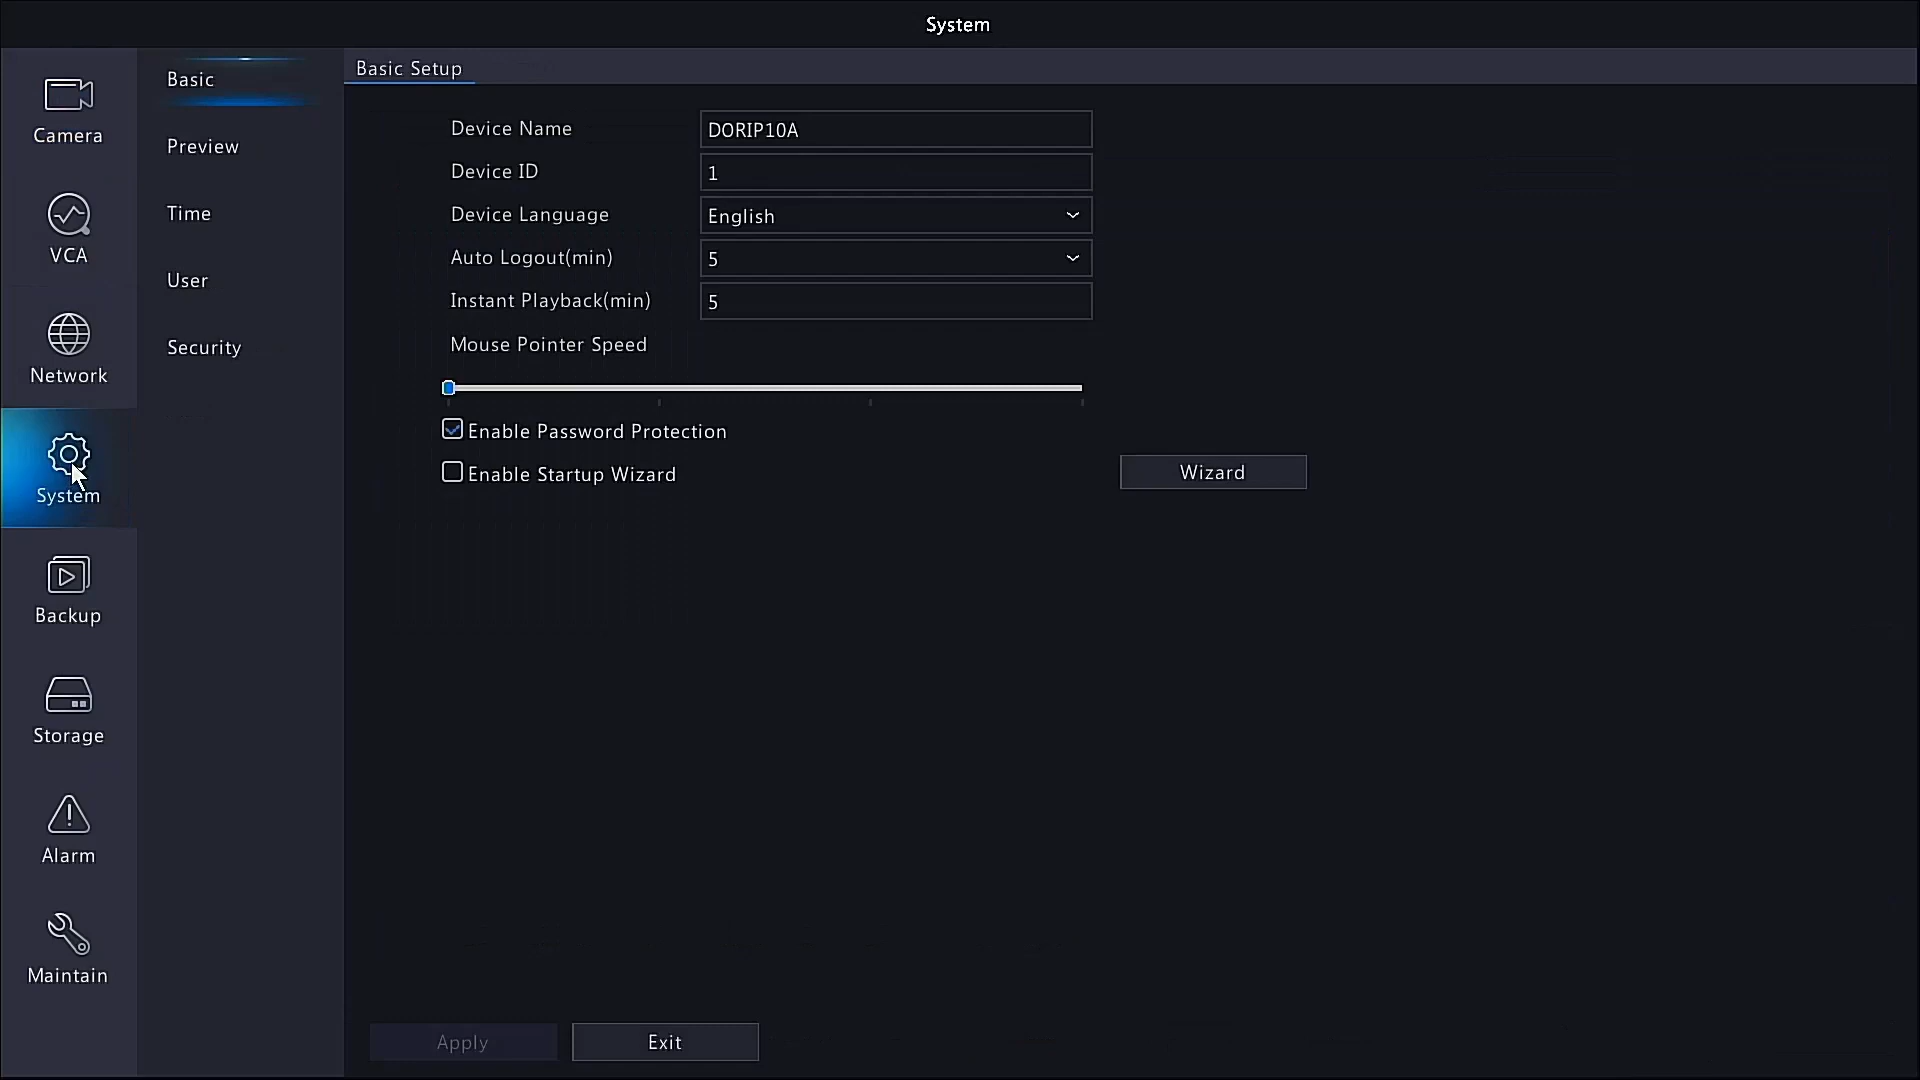 System
Camera
VCA
Network
System
Backup
Storage
Alarm
Maintain
Basic
Preview
Time
User
Security
Basic Setup
Device Name DORIP10A
Device ID 1
Device Language English
Auto Logout(min) 5
Instant Playback(min) 5
Mouse Pointer Speed
Enable Password Protection
Enable Startup Wizard Wizard
Apply Exit